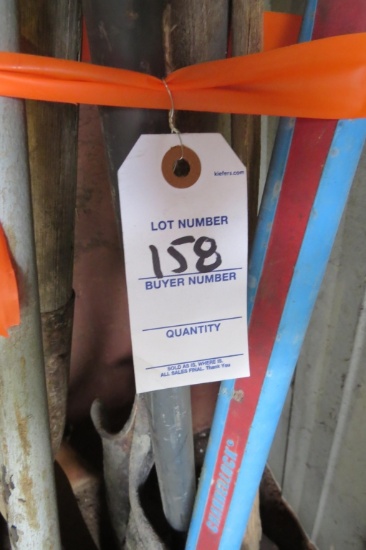 kiefers.com
LOT NUMBER
158
BUYER NUMBER
QUANTITY
SOLD AS IS, WHERE IS,
ALL SALES FINAL. Thank You